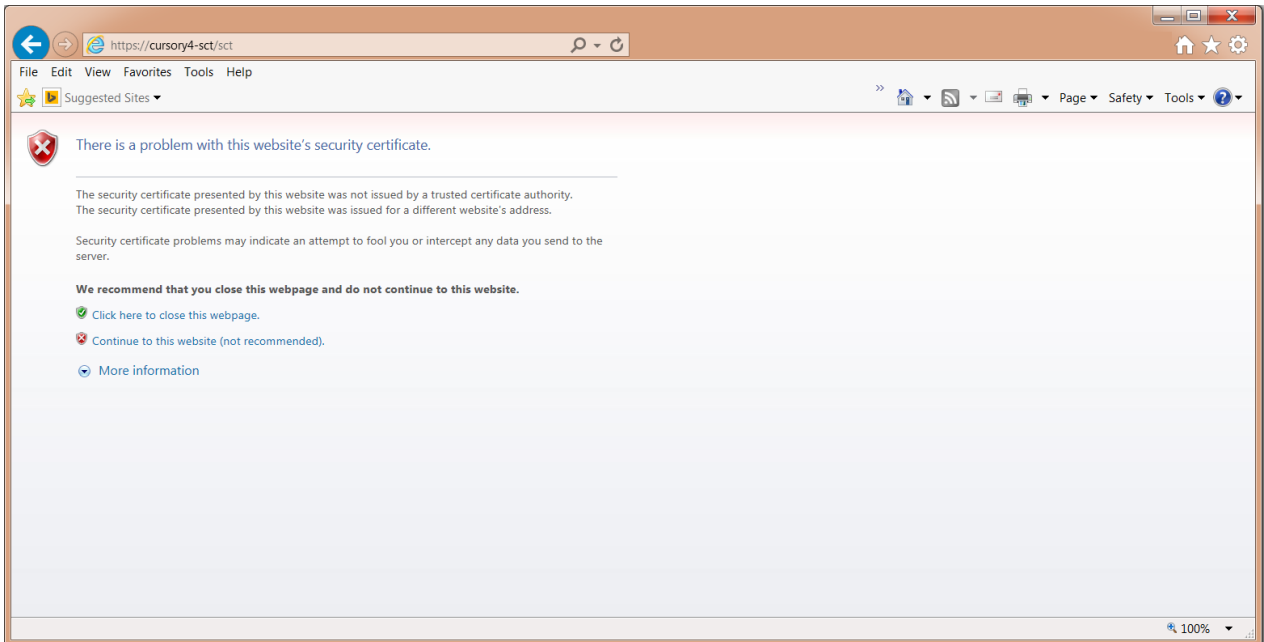 https://cursory4-sct/sct
File Edit View Favorites Tools Help
Suggested Sites
Page Safety Tools
There is a problem with this website's security certificate.
The security certificate presented by this website was not issued by a trusted certificate authority.
The security certificate presented by this website was issued for a different website's address.
Security certificate problems may indicate an attempt to fool you or intercept any data you send to the
server.
We recommend that you close this webpage and do not continue to this website.
Click here to close this webpage.
Continue to this website (not recommended).
More information
100%